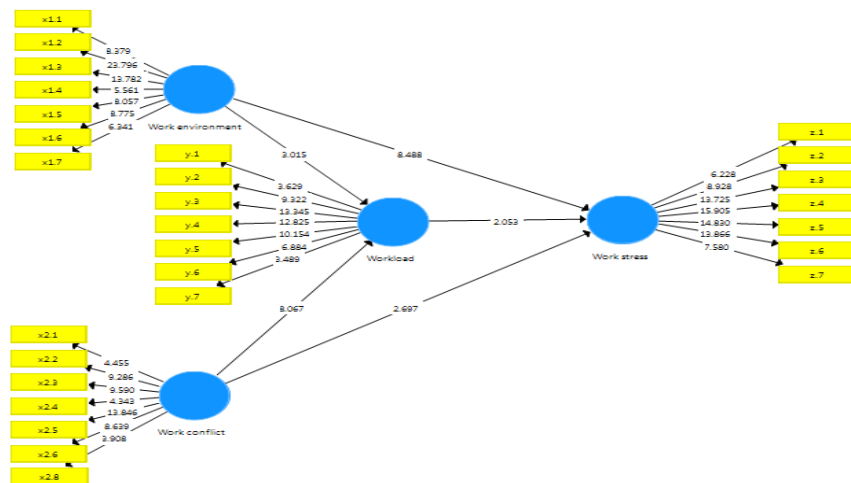 x1.1
x1.2
x1.3
x1.4
x1.5
x1.6
x1.7
8.379
23.796
13.782
5.561
8.057
8.775
6.341
Work environment
3.015
8.488
y.1
y.2
y.3
y.4
y.5
y.6
y.7
3.629
9.322
13.345
12.825
10.154
6.884
3.489
Workload
2.053
8.067
2.697
x2.1
x2.2
x2.3
x2.4
x2.5
x2.6
x2.8
4.455
9.286
9.590
4.343
13.846
8.639
3.908
Work conflict
Work stress
6.228
8.928
13.725
15.905
14.830
13.866
7.580
z.1
z.2
z.3
z.4
z.5
z.6
z.7